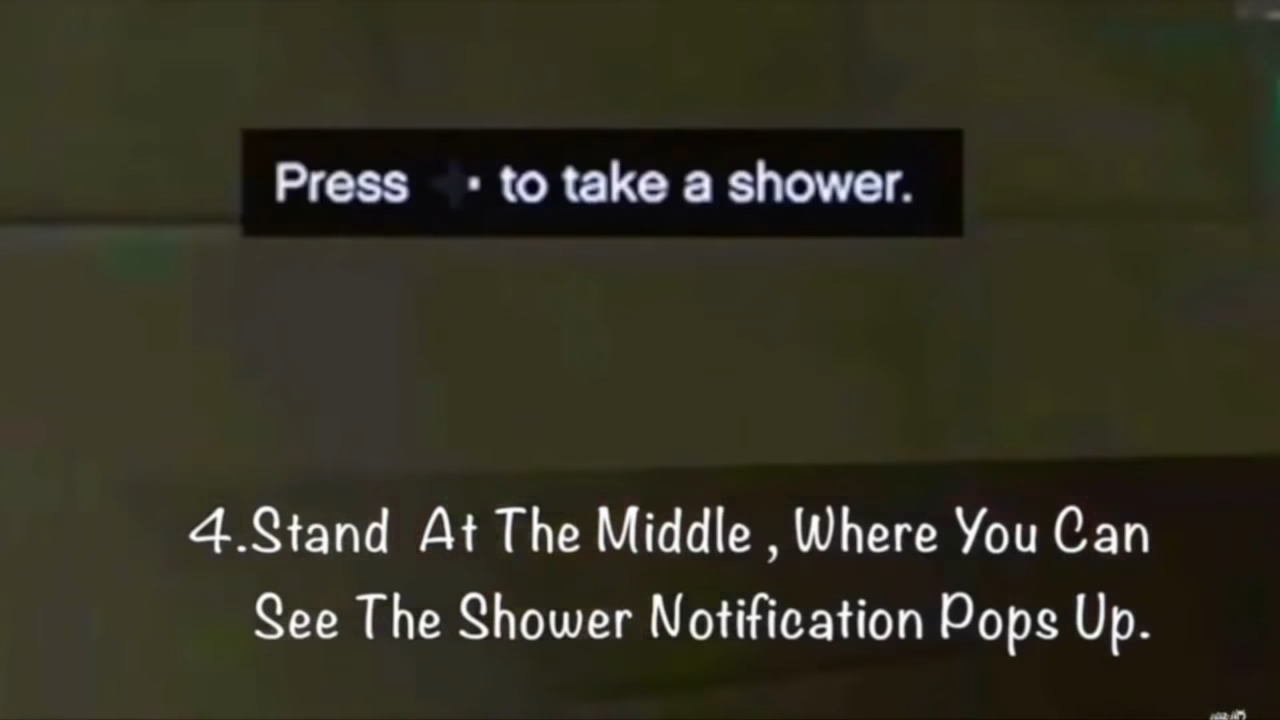 Press to take a shower.
4.Stand At The Middle , Where You Can
See The Shower Notification Pops Up.